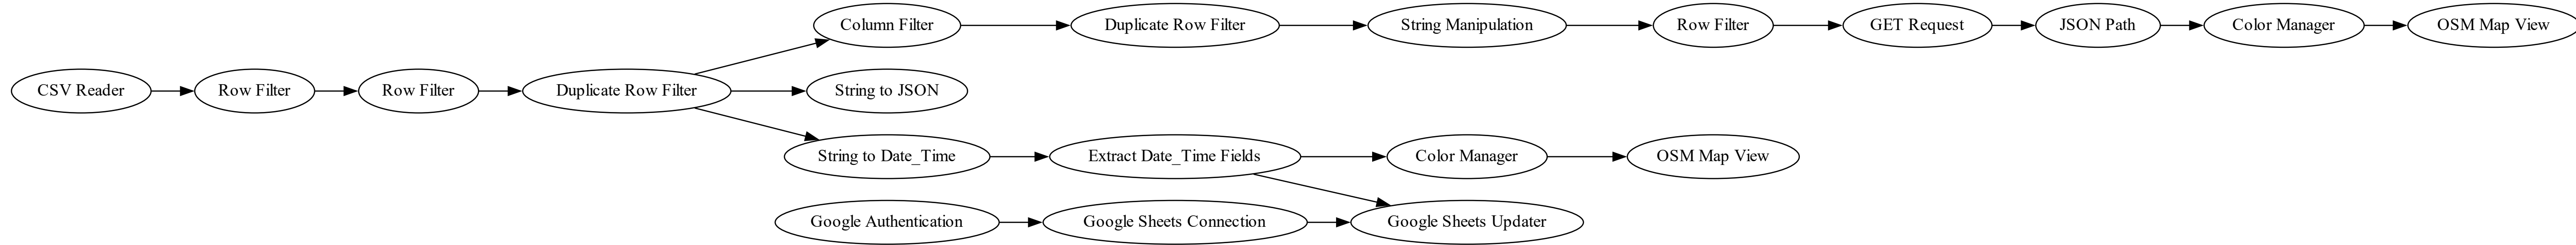 Column Filter
Duplicate Row Filter
String Manipulation
Row Filter
GET Request
JSON Path
Color Manager
OSM Map View
CSV Reader
Row Filter
Row Filter
Duplicate Row Filter
String to JSON
String to Date_Time
Extract Date_Time Fields
Color Manager
OSM Map View
Google Authentication
Google Sheets Connection
Google Sheets Updater